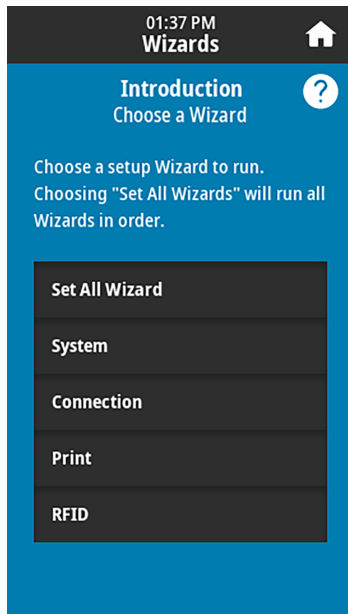 01:37 PM
Wizards
Introduction
?
Choose a Wizard
Choose a setup Wizard to run.
Choosing "Set All Wizards" will run all
Wizards in order.
Set All Wizard
System
Connection
Print
RFID